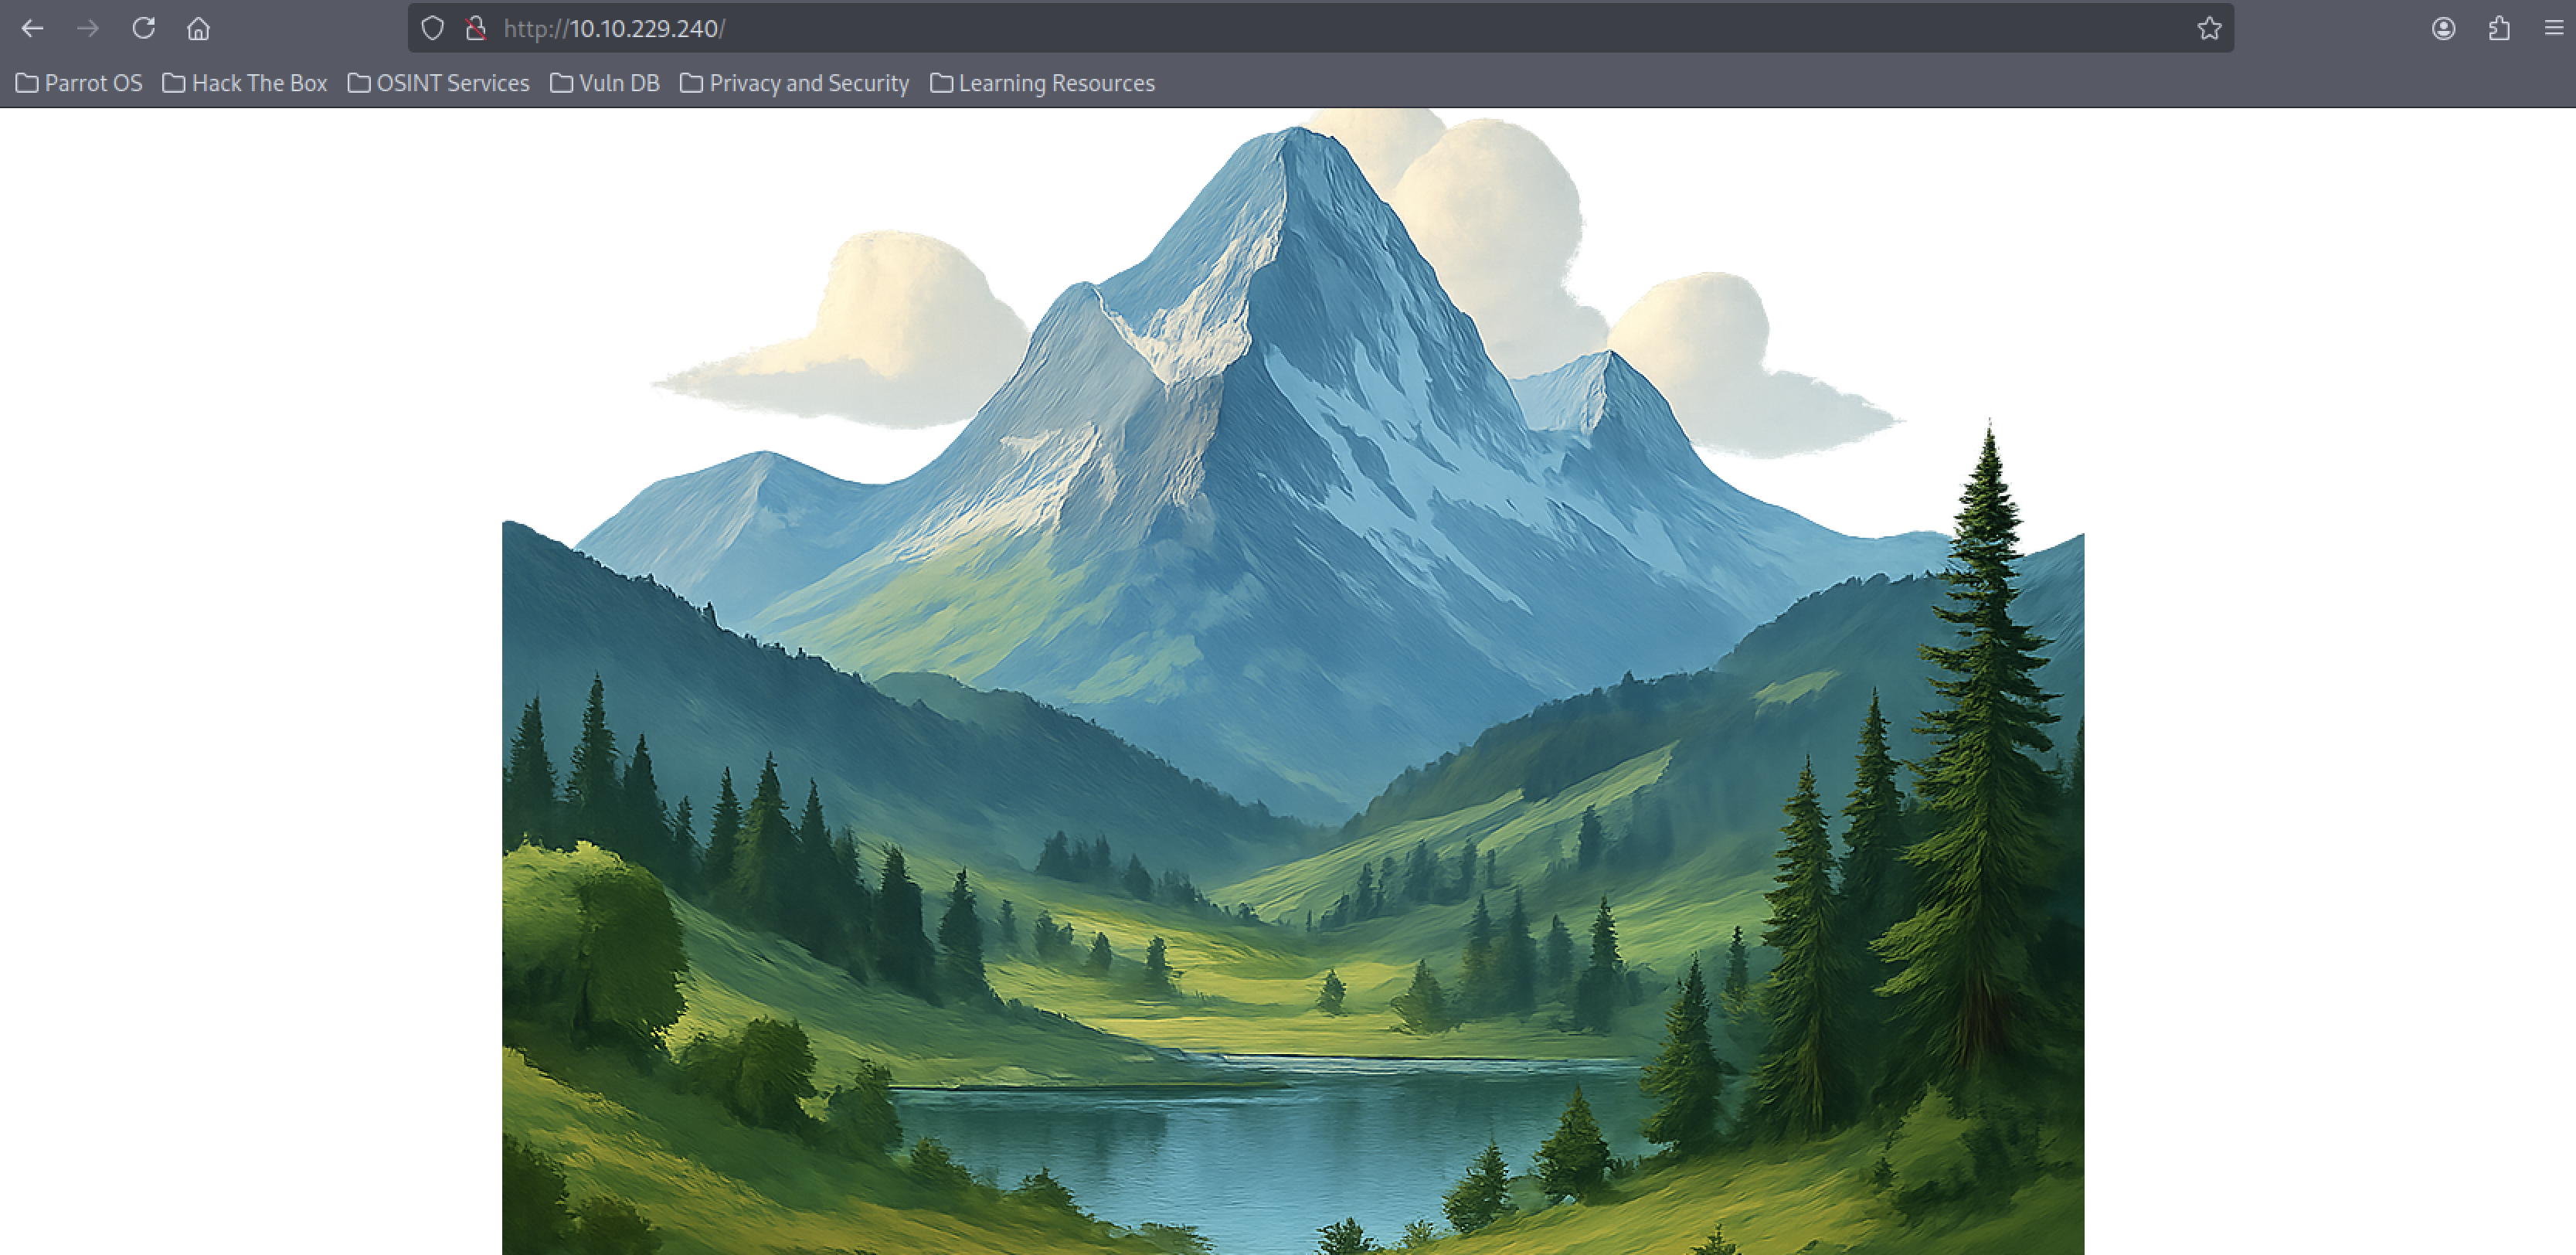 http://10.10.229.240/
Parrot OS Hack The Box OSINT Services Vuln DB Privacy and Security Learning Resources